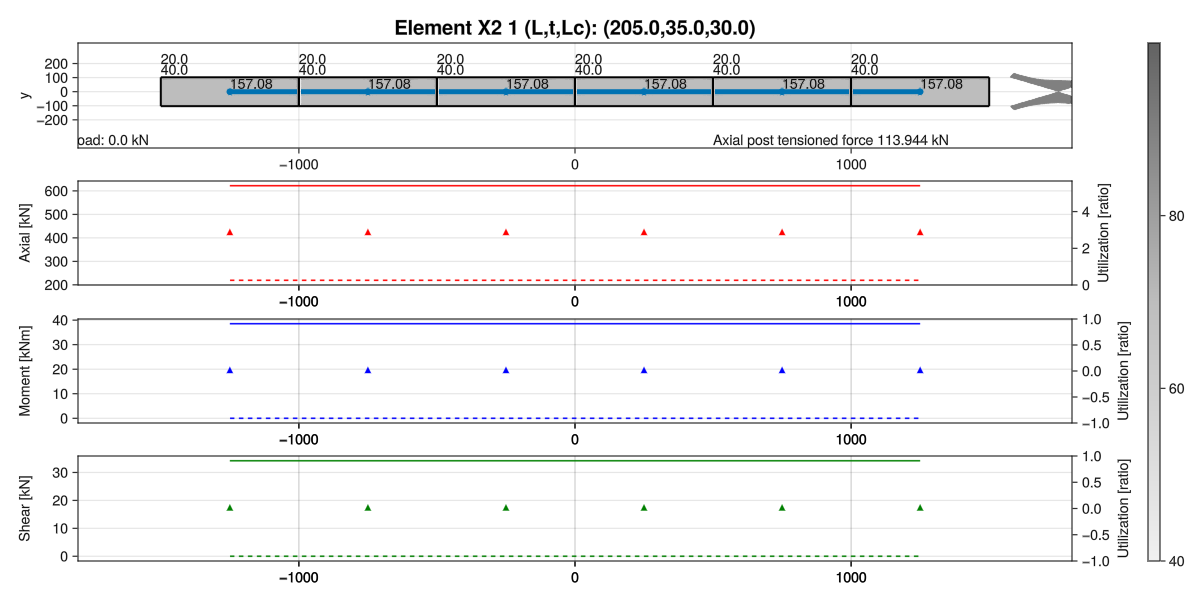 Element X2 1 (L,t,Lc): (205.0,35.0,30.0)
20.0 20.0 20.0 20.0 20.0 20.0
40.0 40.0 40.0 40.0 40.0 40.0
157.08 157.08 157.08 157.08 157.08 157.08
200
100
0
−100
−200
y
oad: 0.0 kN
Axial post tensioned force 113.944 kN
−1000 0 1000
600
500
400
300
200
Axial [kN]
4
2
0
Utilization [ratio]
−1000 0 1000
40
30
20
10
0
Moment [kNm]
1.0
0.5
0.0
−0.5
−1.0
Utilization [ratio]
−1000 0 1000
30
20
10
0
Shear [kN]
1.0
0.5
0.0
−0.5
−1.0
Utilization [ratio]
−1000 0 1000
80
60
40